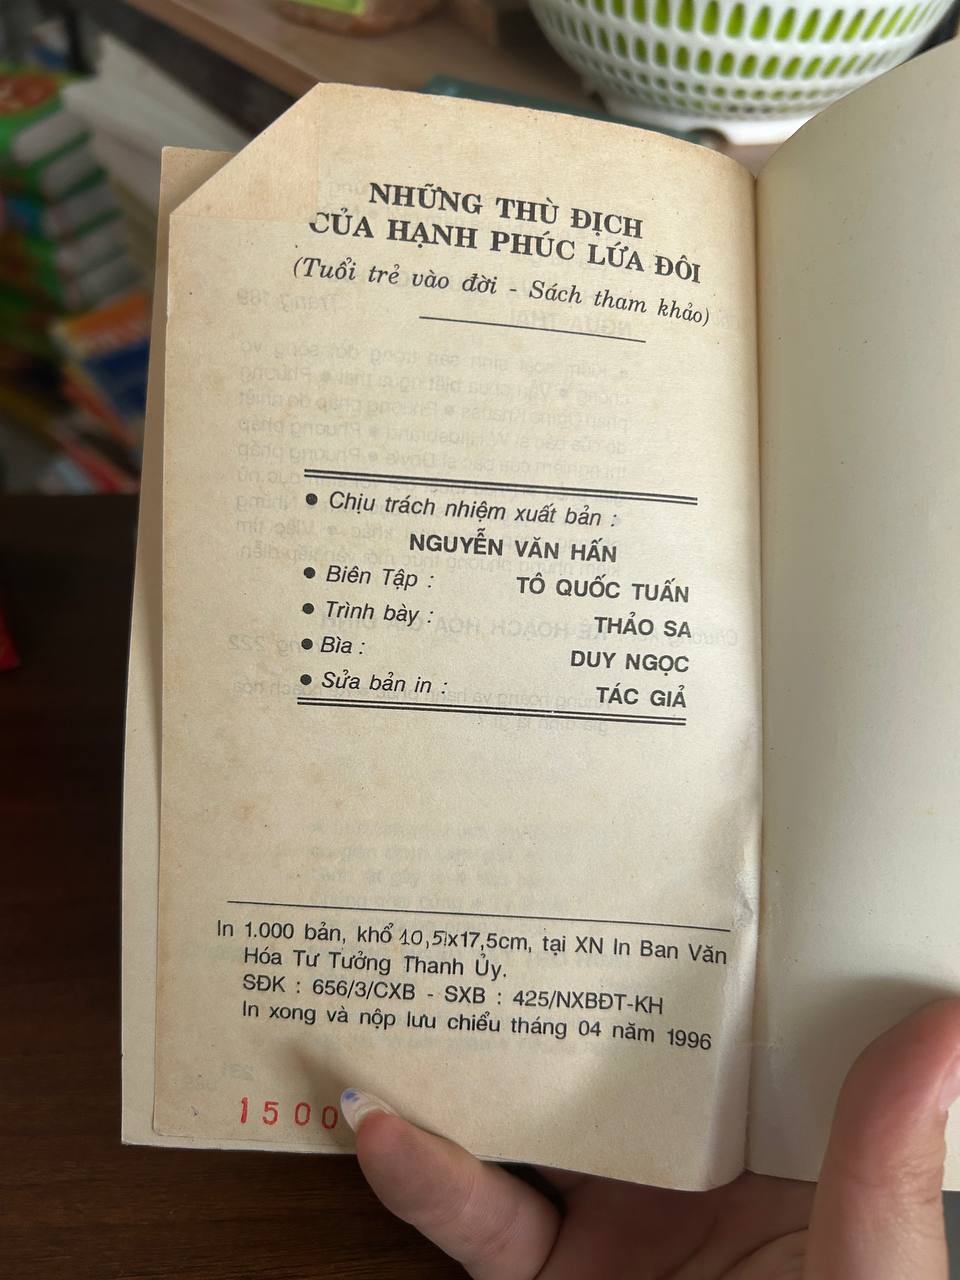 NHỮNG THÙ ĐỊCH
CỦA HẠNH PHÚC LỨA ĐÔI
(Tuổi trẻ vào đời - Sách tham khảo)
● Chịu trách nhiệm xuất bản :
NGUYỄN VĂN HẤN
● Biên Tập : TÔ QUỐC TUẤN
● Trình bày : THẢO SA
● Bìa : DUY NGỌC
● Sửa bản in : TÁC GIẢ
In 1.000 bản, khổ 10,5x17,5cm, tại XN In Ban Văn
Hóa Tư Tưởng Thanh Ủy.
SĐK : 656/3/CXB - SXB : 425/NXBĐT-KH
In xong và nộp lưu chiểu tháng 04 năm 1996
1500